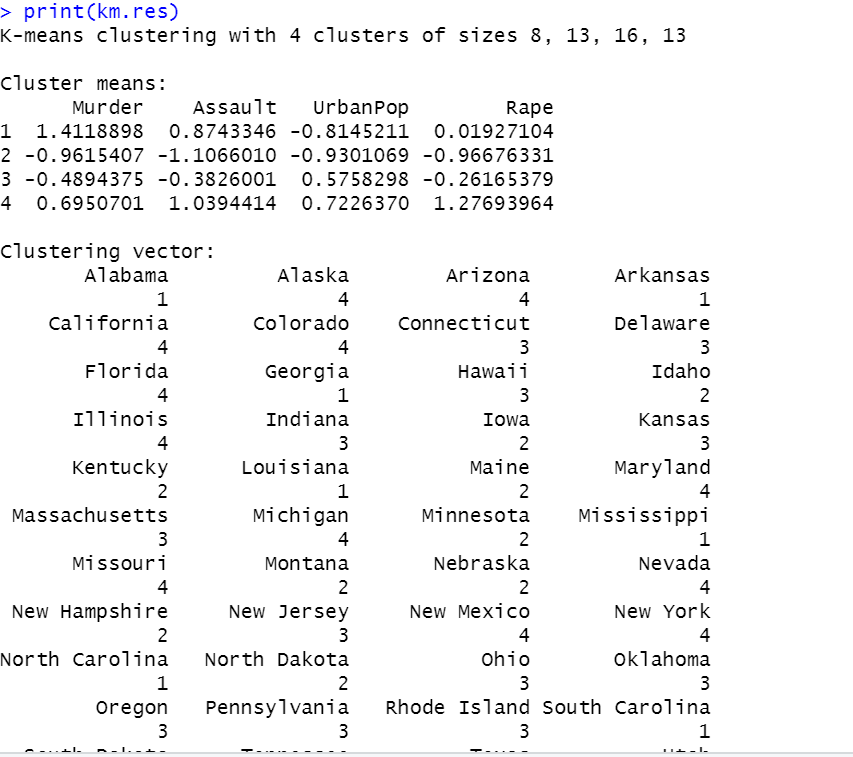 > print(km.res)
K-means clustering with 4 clusters of sizes 8, 13, 16, 13
Cluster means:
Murder Assault UrbanPop Rape
1 1.4118898 0.8743346 -0.8145211 0.01927104
2 -0.9615407 -1.1066010 -0.9301069 -0.96676331
3 -0.4894375 -0.3826001 0.5758298 -0.26165379
4 0.6950701 1.0394414 0.7226370 1.27693964
Clustering vector:
Alabama Alaska Arizona Arkansas
1 4 4 1
California Colorado Connecticut Delaware
4 4 3 3
Florida Georgia Hawaii Idaho
4 1 3 2
Illinois Indiana Iowa Kansas
4 3 2 3
Kentucky Louisiana Maine Maryland
2 1 2 4
Massachusetts Michigan Minnesota Mississippi
3 4 2 1
Missouri Montana Nebraska Nevada
4 2 2 4
New Hampshire New Jersey New Mexico New York
2 3 4 4
North Carolina North Dakota Ohio Oklahoma
1 2 3 3
Oregon Pennsylvania Rhode Island South Carolina
3 3 3 1